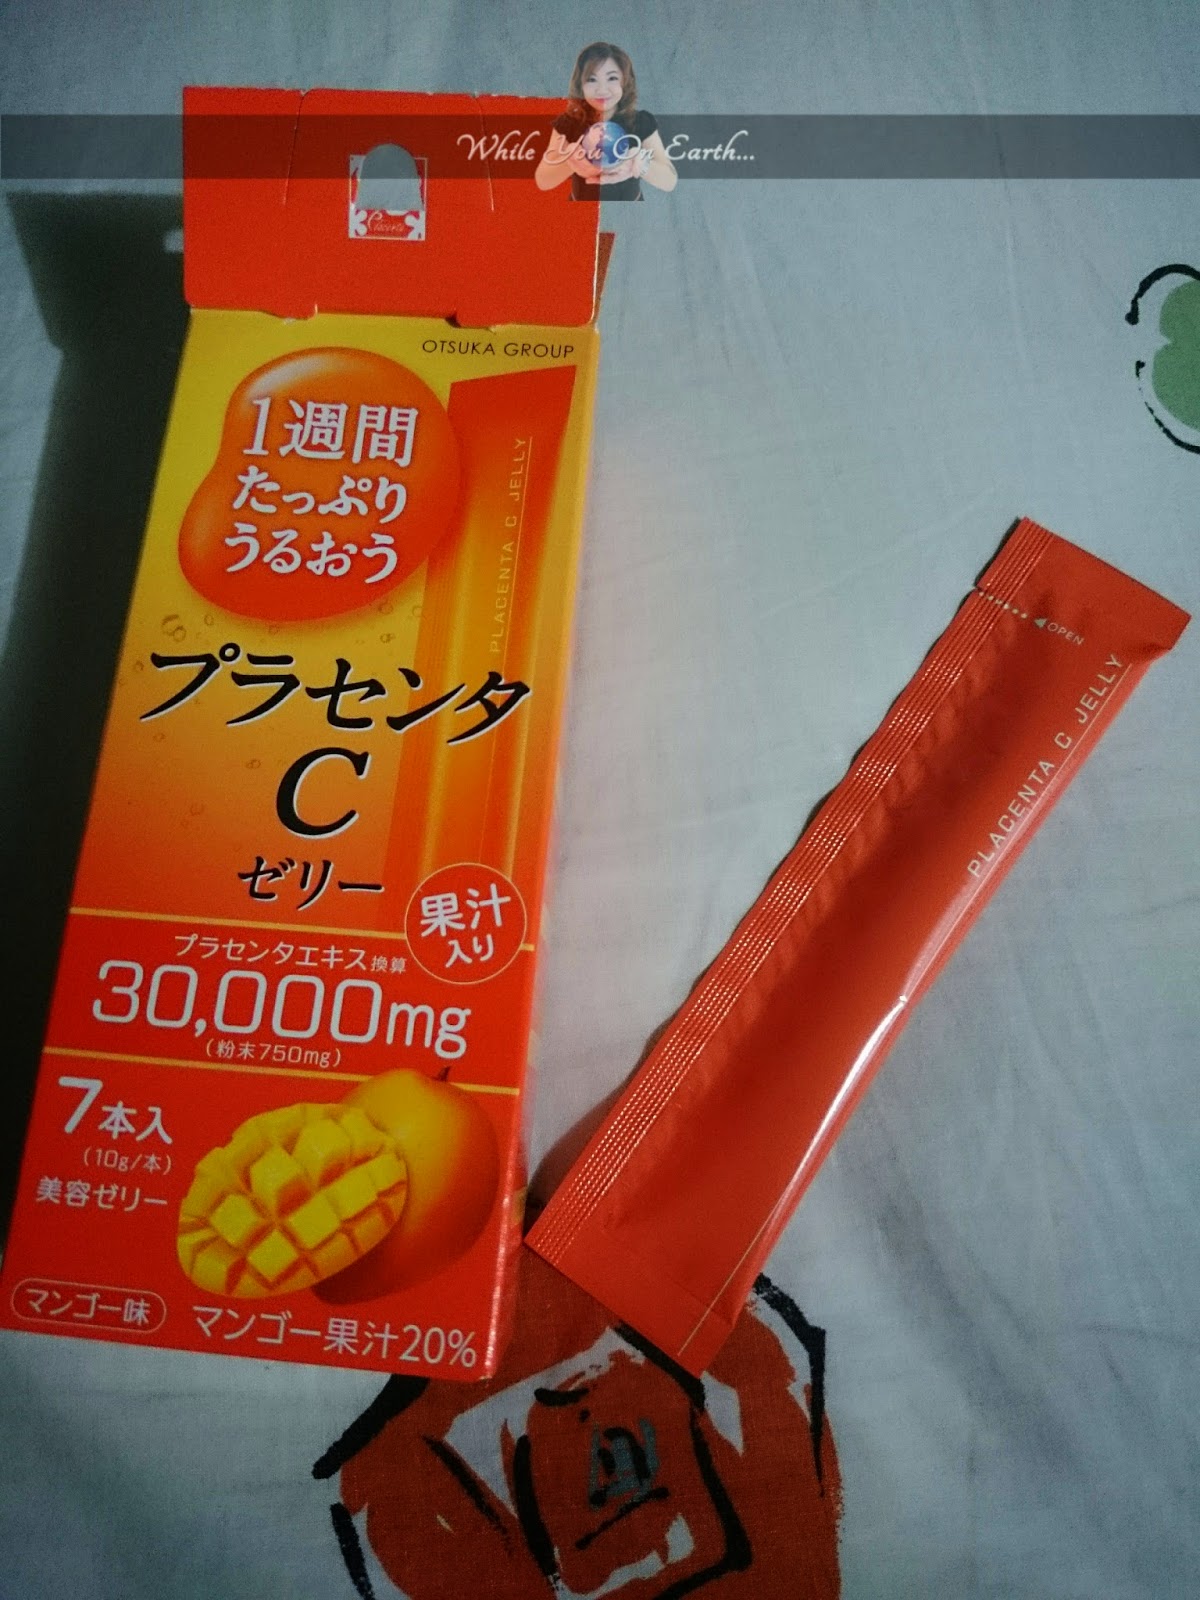 While You On Earth...
Placenta
OTSUKA GROUP
1週間
たっぷり
うるおう
PLACENTA C JELLY
プラセンタ
C
ゼリー
果汁
入り
プラセンタエキス換算
30,000mg
(粉末750mg)
7本入
(10g/本)
美容ゼリー
マンゴー味
マンゴー果汁20%
OPEN
PLACENTA C JELLY